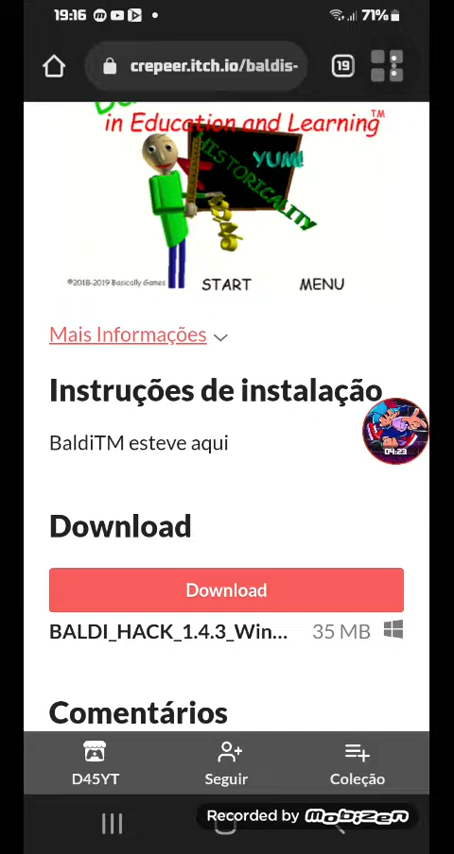 19:16
71%
crepeer.itch.io/baldis-
19
in Education and Learning™
HISTORICALITY
YUM!
©2018-2019 Basically Games
START
MENU
Mais Informações
Instruções de instalação
BaldiTM esteve aqui
04:23
Download
Download
BALDI_HACK_1.4.3_Win... 35 MB
Comentários
D45YT
Seguir
Coleção
Recorded by mobizen